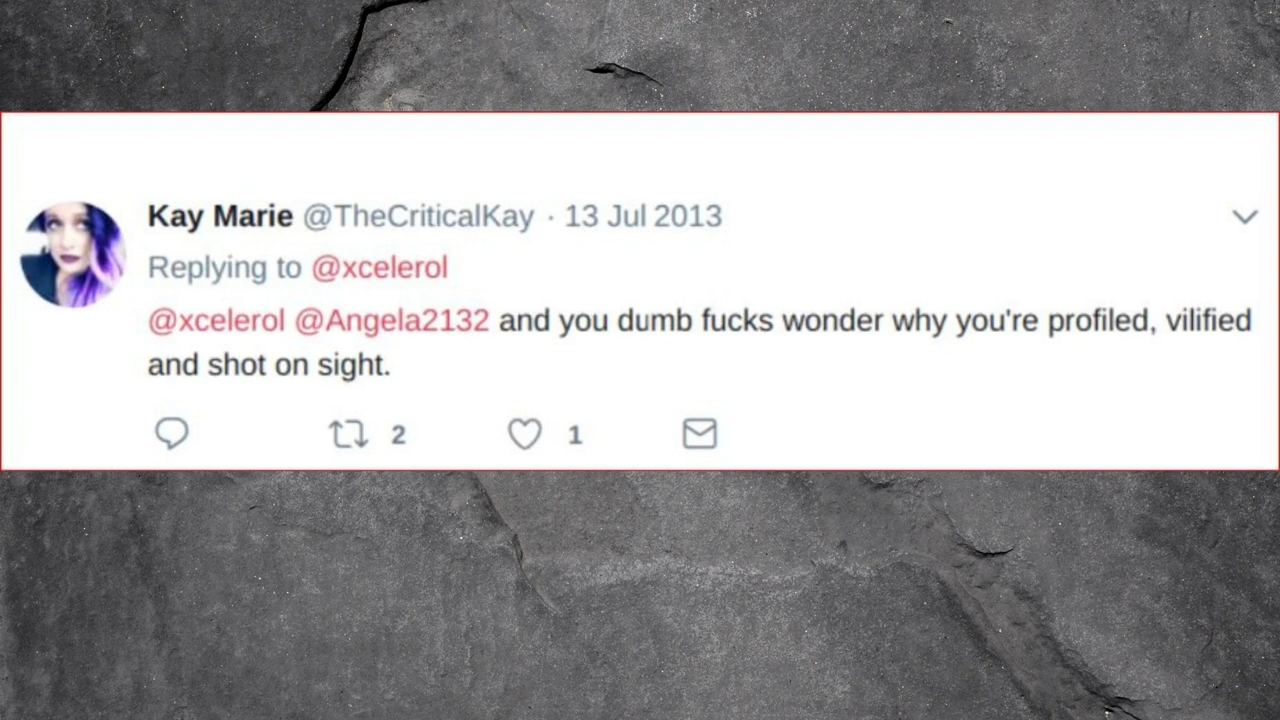 Kay Marie @TheCriticalKay · 13 Jul 2013
Replying to @xcelerol
@xcelerol @Angela2132 and you dumb fucks wonder why you're profiled, vilified
and shot on sight.
2 1